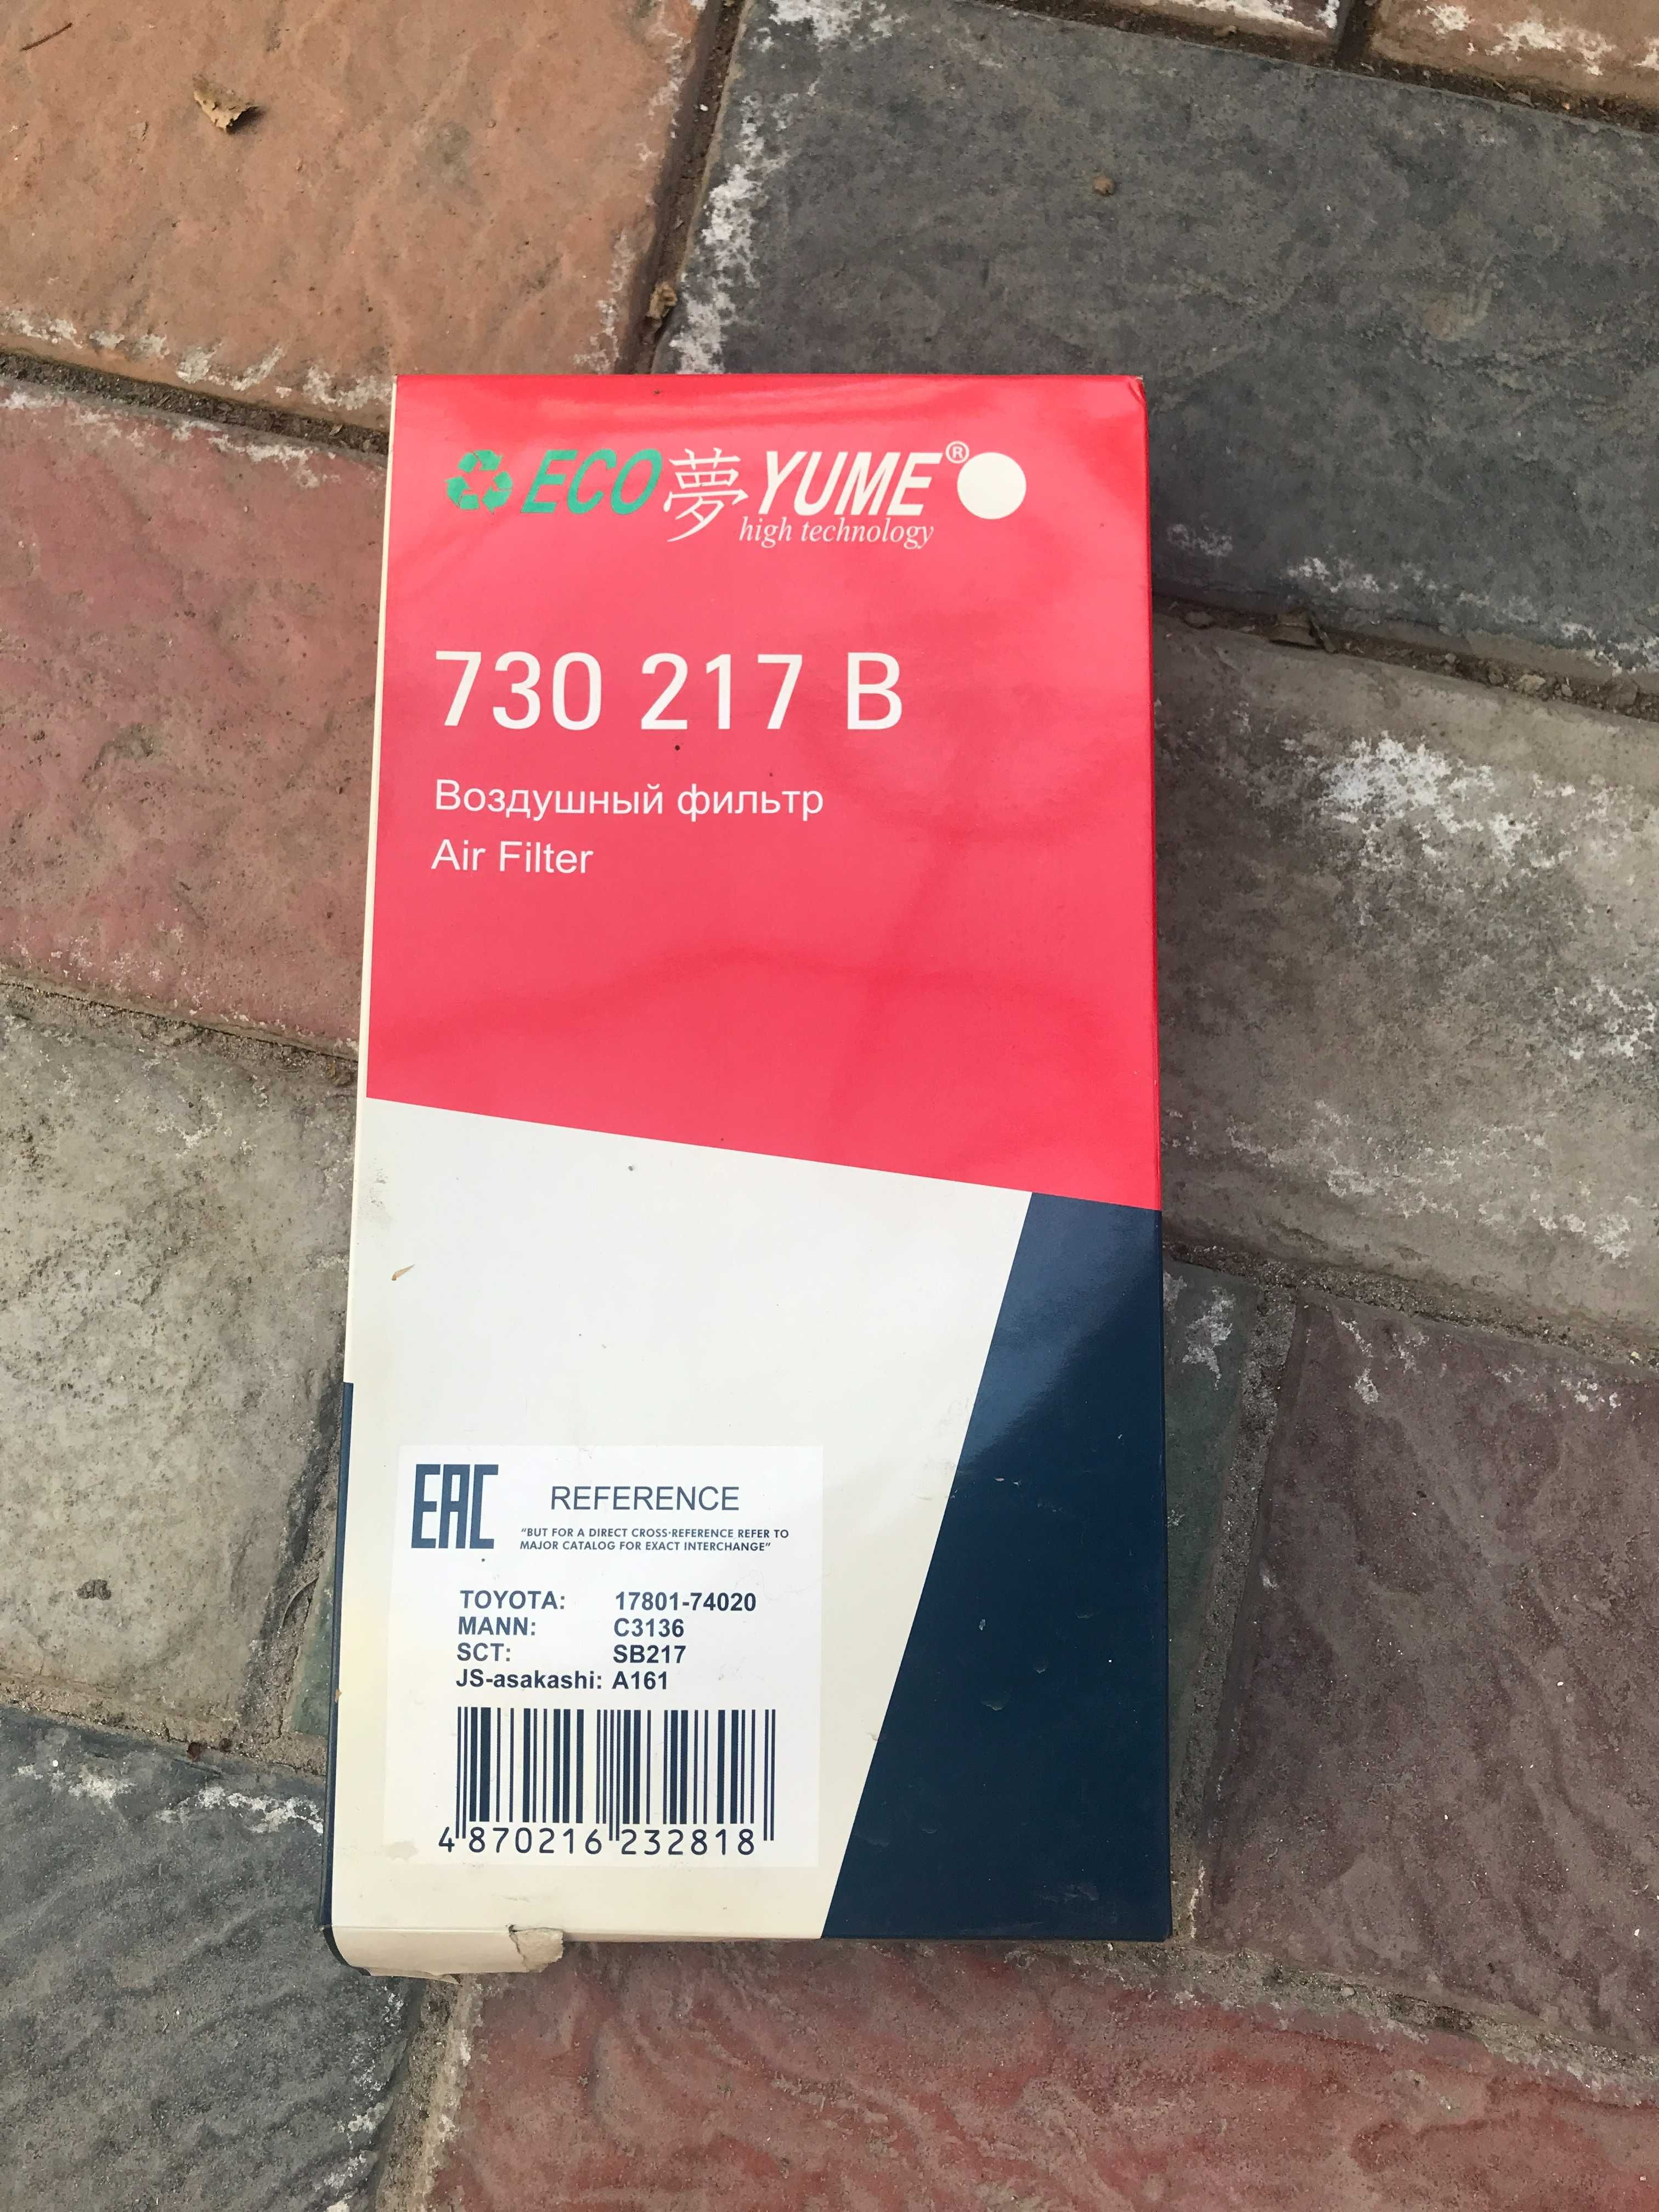 ECO 夢 YUME®
high technology
730 217 B
Воздушный фильтр
Air Filter
EAC
REFERENCE
"BUT FOR A DIRECT CROSS-REFERENCE REFER TO
MAJOR CATALOG FOR EXACT INTERCHANGE"
TOYOTA: 17801-74020
MANN: C3136
SCT: SB217
JS-asakashi: A161
4 870216 232818